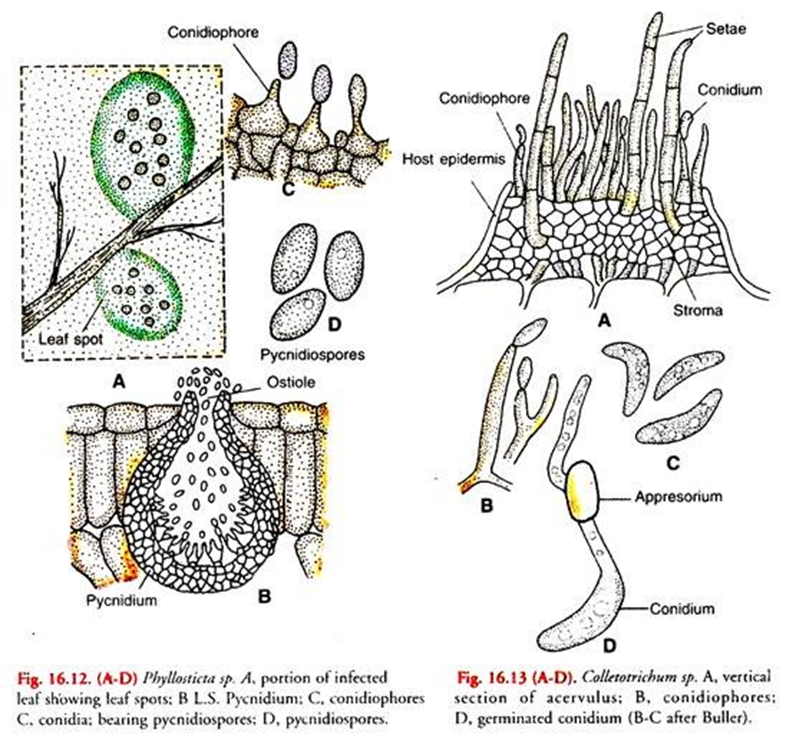 Conidiophore
C
Leaf spot
A
D
Pycnidiospores
Ostiole
Pycnidium
B
Fig. 16.12. (A-D) Phyllosticta sp. A, portion of infected
leaf showing leaf spots; B L.S. Pycnidium; C, conidiophores
C, conidia; bearing pycnidiospores; D, pycnidiospores.
Setae
Conidiophore
Conidium
Host epidermis
Stroma
A
B
C
Appresorium
Conidium
D
Fig. 16.13 (A-D). Colletotrichum sp. A, vertical
section of acervulus; B, conidiophores;
D, germinated conidium (B-C after Buller).